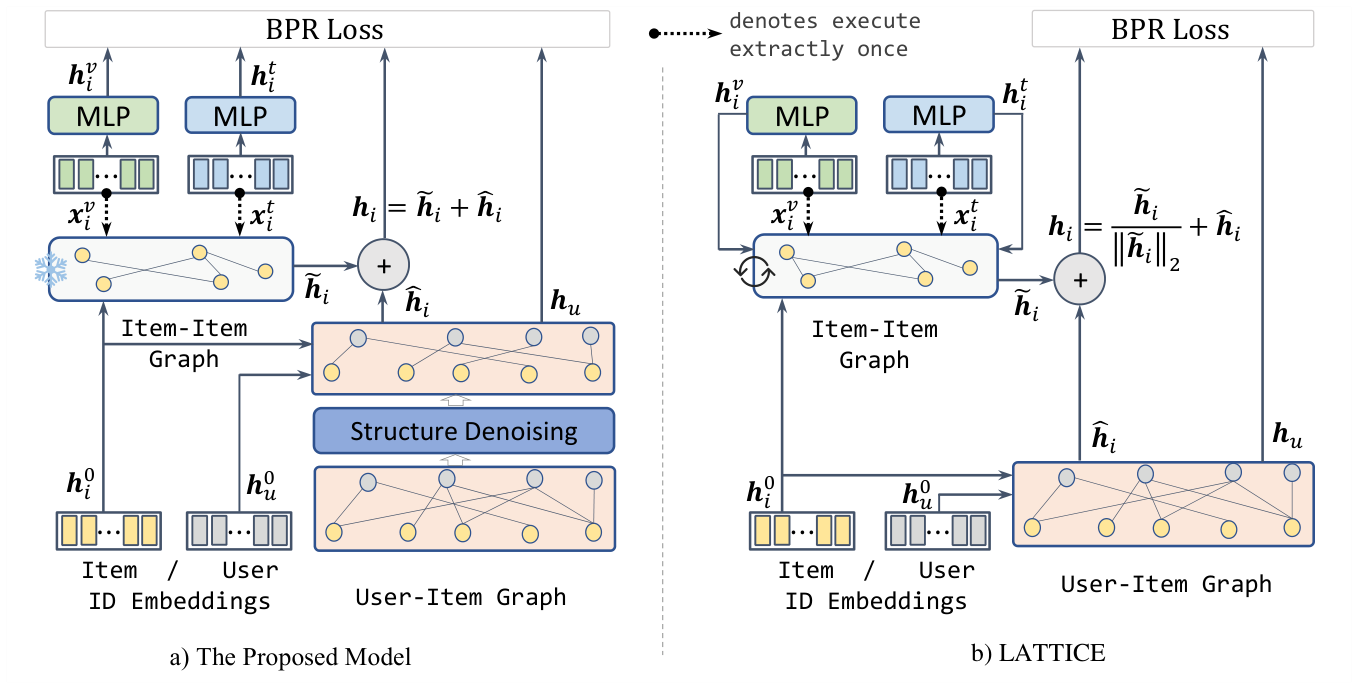 BPR Loss
denotes execute
extractly once
BPR Loss
h_i^v
h_i^t
MLP
MLP
...
...
x_i^v
x_i^t
h_i = h̃_i + ĥ_i
+
h̃_i
ĥ_i
h_u
Item-Item
Graph
Structure Denoising
h_i^0
h_u^0
...
...
Item / User
ID Embeddings
User-Item Graph
a) The Proposed Model
h_i^v
h_i^t
MLP
MLP
...
...
x_i^v
x_i^t
h_i = h̃_i / ‖h̃_i‖_2 + ĥ_i
+
h̃_i
Item-Item
Graph
ĥ_i
h_u
h_i^0
h_u^0
...
...
Item / User
ID Embeddings
User-Item Graph
b) LATTICE